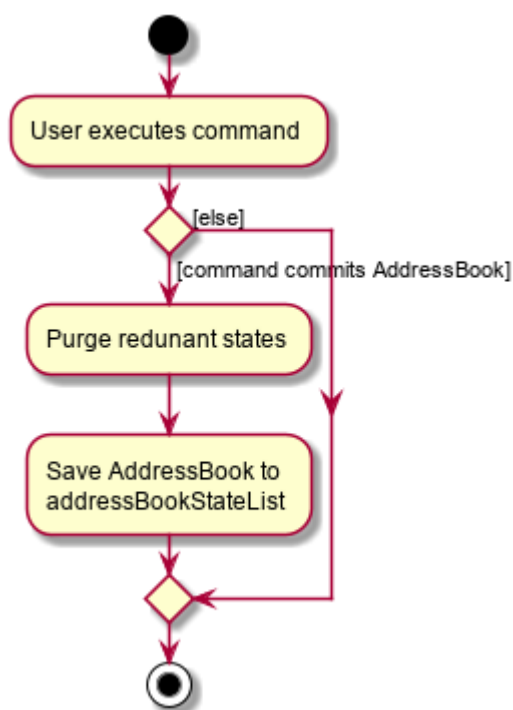 User executes command
[else]
[command commits AddressBook]
Purge redunant states
Save AddressBook to
addressBookStateList